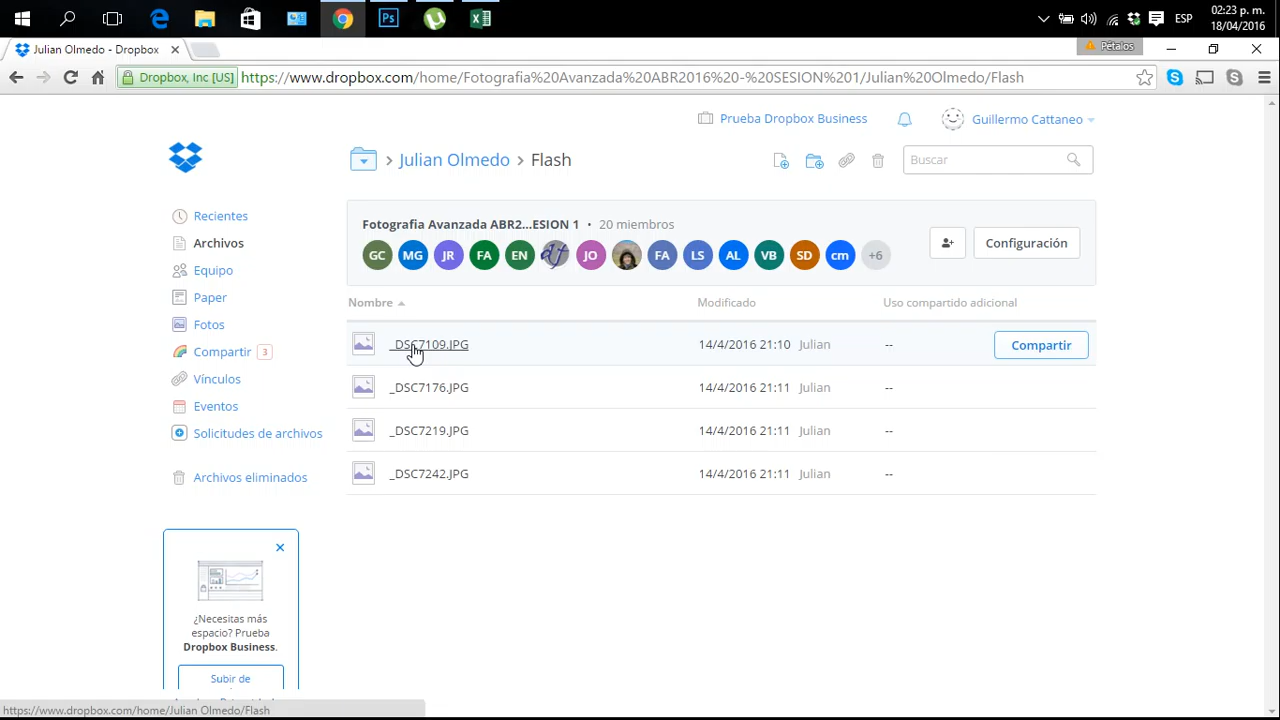 02:23 p. m.
ESP
18/04/2016
Julian Olmedo - Dropbox
Pétalos
Dropbox, Inc [US]
https://www.dropbox.com/home/Fotografia%20Avanzada%20ABR2016%20-%20SESION%201/Julian%20Olmedo/Flash
Prueba Dropbox Business
Guillermo Cattaneo
Julian Olmedo > Flash
Buscar
Recientes
Archivos
Equipo
Paper
Fotos
Compartir 3
Vínculos
Eventos
Solicitudes de archivos
Archivos eliminados
Fotografia Avanzada ABR2...ESION 1 • 20 miembros
GC MG JR FA EN df JO FA LS AL VB SD cm +6
Configuración
Nombre Modificado Uso compartido adicional
_DSC7109.JPG 14/4/2016 21:10 Julian -- Compartir
_DSC7176.JPG 14/4/2016 21:11 Julian --
_DSC7219.JPG 14/4/2016 21:11 Julian --
_DSC7242.JPG 14/4/2016 21:11 Julian --
¿Necesitas más
espacio? Prueba
Dropbox Business.
Subir de
https://www.dropbox.com/home/Julian Olmedo/Flash